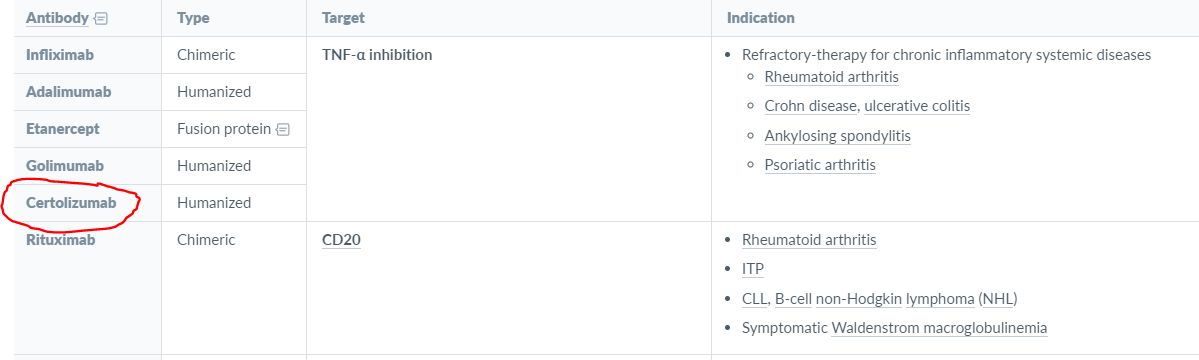 Antibody Type Target Indication
Infliximab Chimeric TNF-α inhibition • Refractory-therapy for chronic inflammatory systemic diseases
◦ Rheumatoid arthritis
Adalimumab Humanized
◦ Crohn disease, ulcerative colitis
Etanercept Fusion protein
◦ Ankylosing spondylitis
Golimumab Humanized
◦ Psoriatic arthritis
Certolizumab Humanized
Rituximab Chimeric CD20 • Rheumatoid arthritis
• ITP
• CLL, B-cell non-Hodgkin lymphoma (NHL)
• Symptomatic Waldenstrom macroglobulinemia